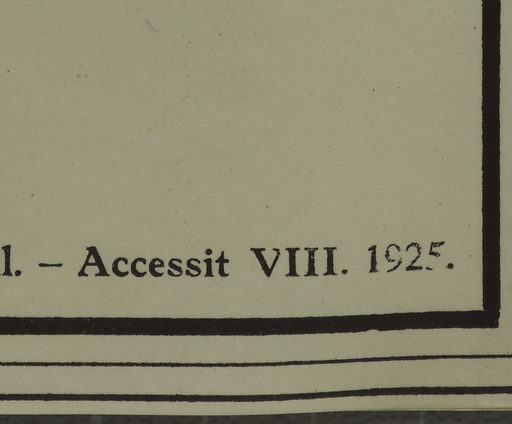 l. – Accessit VIII. 1925.